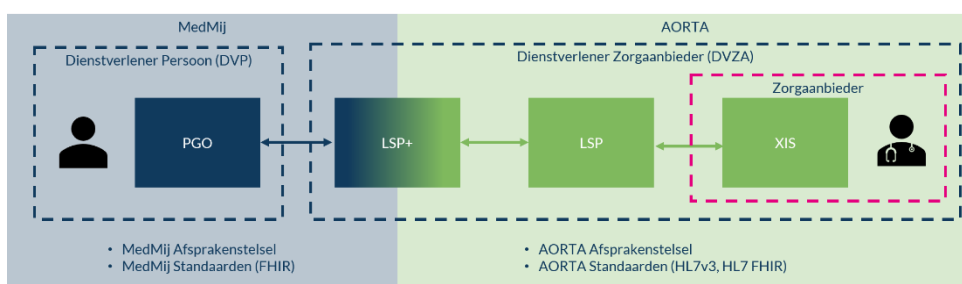 MedMij
AORTA
Dienstverlener Persoon (DVP)
Dienstverlener Zorgaanbieder (DVZA)
Zorgaanbieder
PGO
LSP+
LSP
XIS
• MedMij Afsprakenstelsel
• MedMij Standaarden (FHIR)
• AORTA Afsprakenstelsel
• AORTA Standaarden (HL7v3, HL7 FHIR)